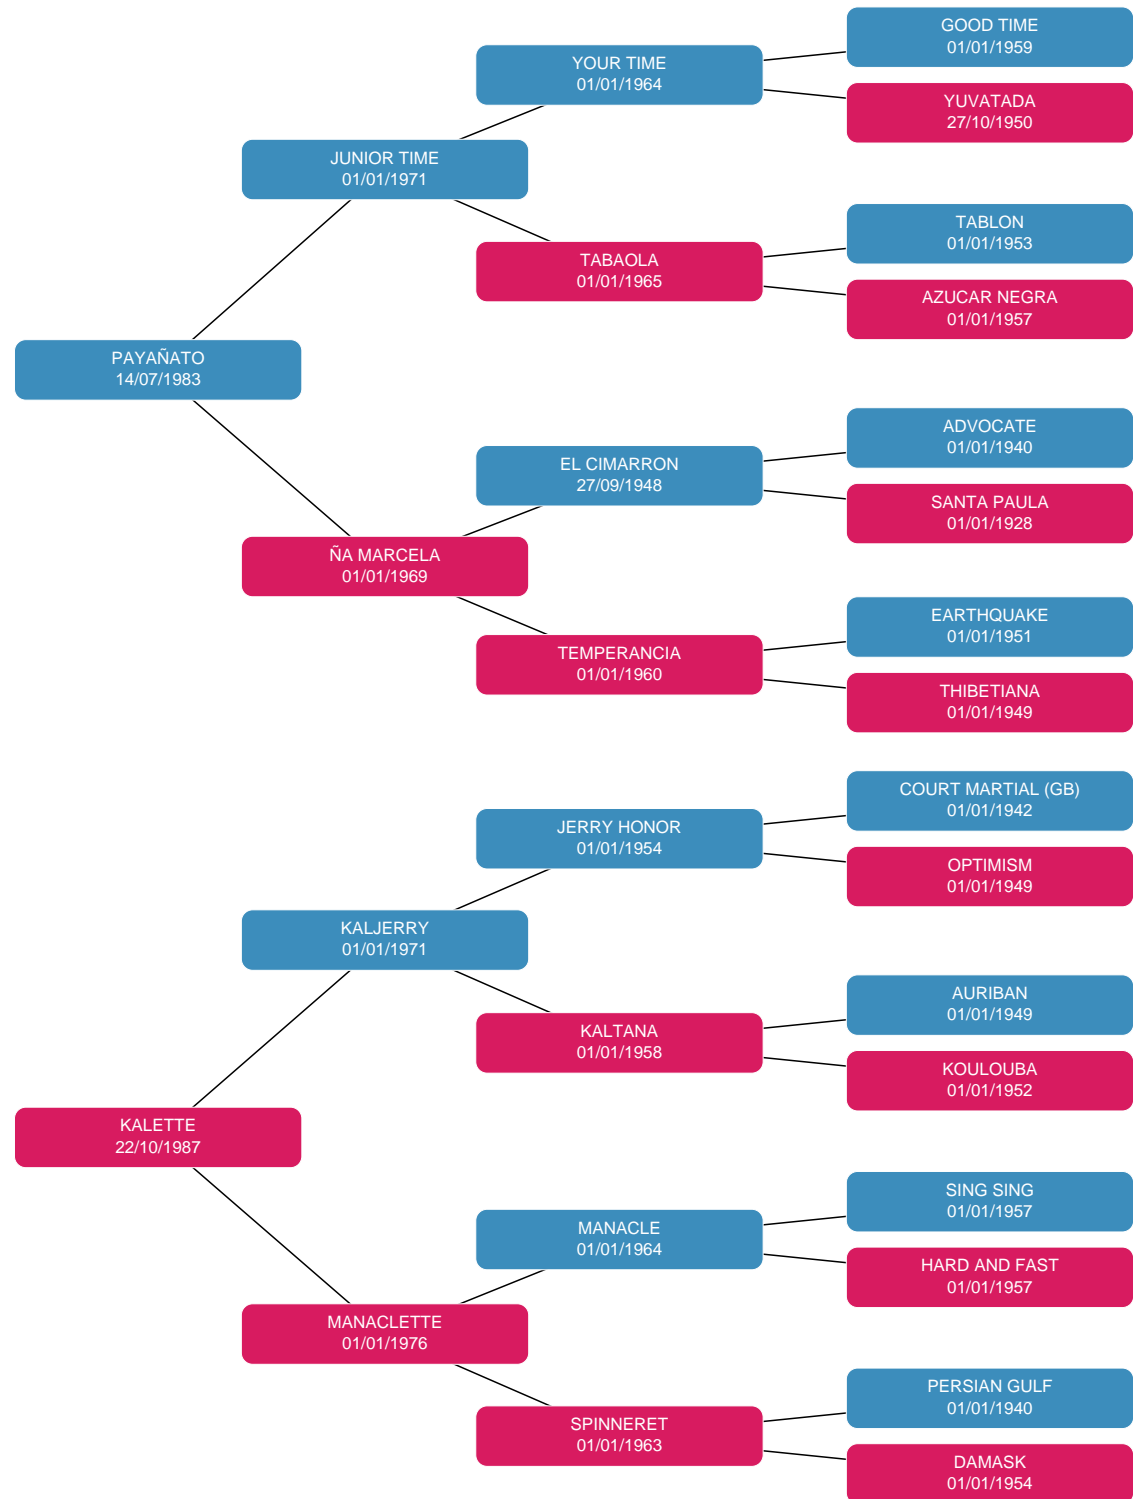 GOOD TIME
01/01/1959
YOUR TIME
01/01/1964
YUVATADA
27/10/1950
JUNIOR TIME
01/01/1971
TABLON
01/01/1953
TABAOLA
01/01/1965
AZUCAR NEGRA
01/01/1957
PAYAÑATO
14/07/1983
ADVOCATE
01/01/1940
EL CIMARRON
27/09/1948
SANTA PAULA
01/01/1928
ÑA MARCELA
01/01/1969
EARTHQUAKE
01/01/1951
TEMPERANCIA
01/01/1960
THIBETIANA
01/01/1949
COURT MARTIAL (GB)
01/01/1942
JERRY HONOR
01/01/1954
OPTIMISM
01/01/1949
KALJERRY
01/01/1971
AURIBAN
01/01/1949
KALTANA
01/01/1958
KOULOUBA
01/01/1952
KALETTE
22/10/1987
SING SING
01/01/1957
MANACLE
01/01/1964
HARD AND FAST
01/01/1957
MANACLETTE
01/01/1976
PERSIAN GULF
01/01/1940
SPINNERET
01/01/1963
DAMASK
01/01/1954